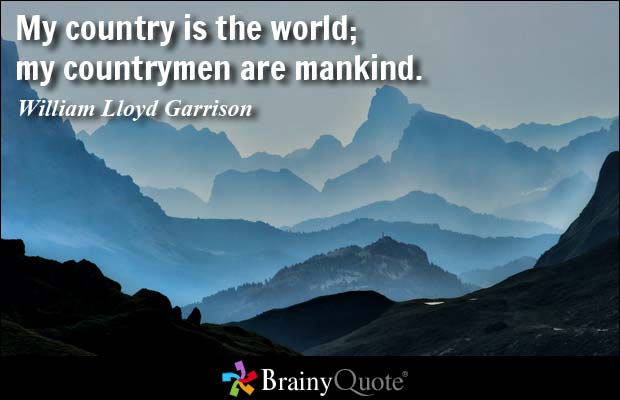 My country is the world;
my countrymen are mankind.
William Lloyd Garrison
BrainyQuote®